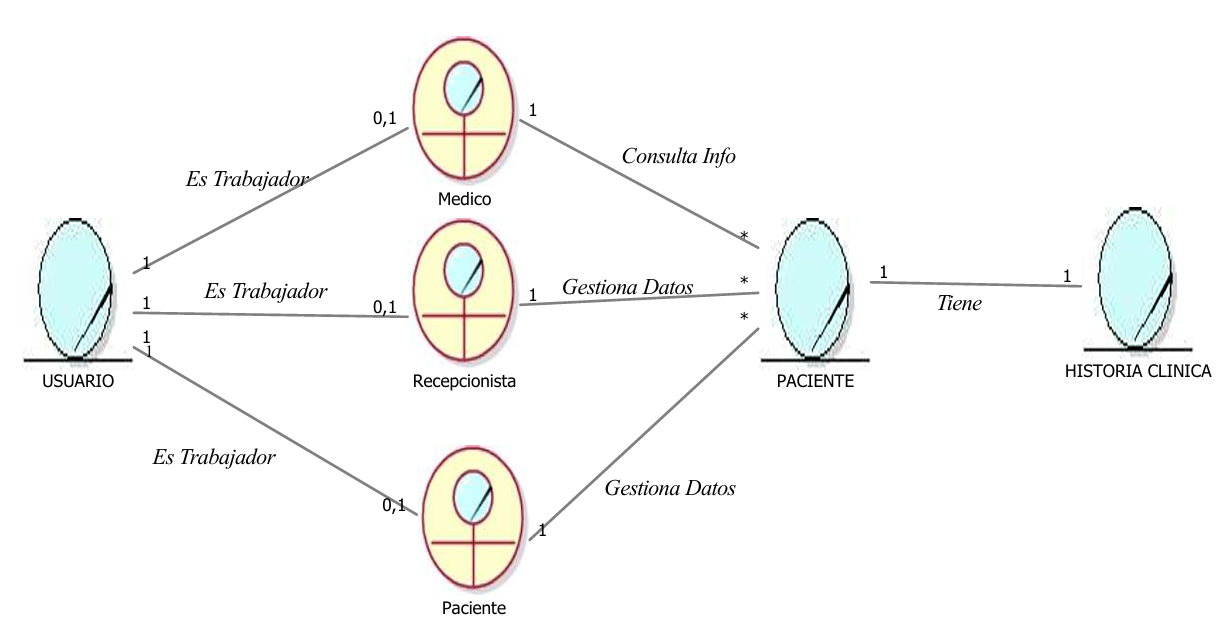 0,1
1
Es Trabajador
Consulta Info
Medico
1
*
1
Es Trabajador
0,1
1
Gestiona Datos
*
*
1
1
Tiene
1
1
USUARIO
Recepcionista
PACIENTE
HISTORIA CLINICA
Es Trabajador
0,1
1
Gestiona Datos
Paciente